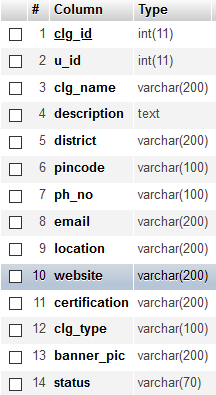 # Column Type
1 clg_id int(11)
2 u_id int(11)
3 clg_name varchar(200)
4 description text
5 district varchar(200)
6 pincode varchar(100)
7 ph_no varchar(100)
8 email varchar(200)
9 location varchar(200)
10 website varchar(200)
11 certification varchar(200)
12 clg_type varchar(100)
13 banner_pic varchar(200)
14 status varchar(70)